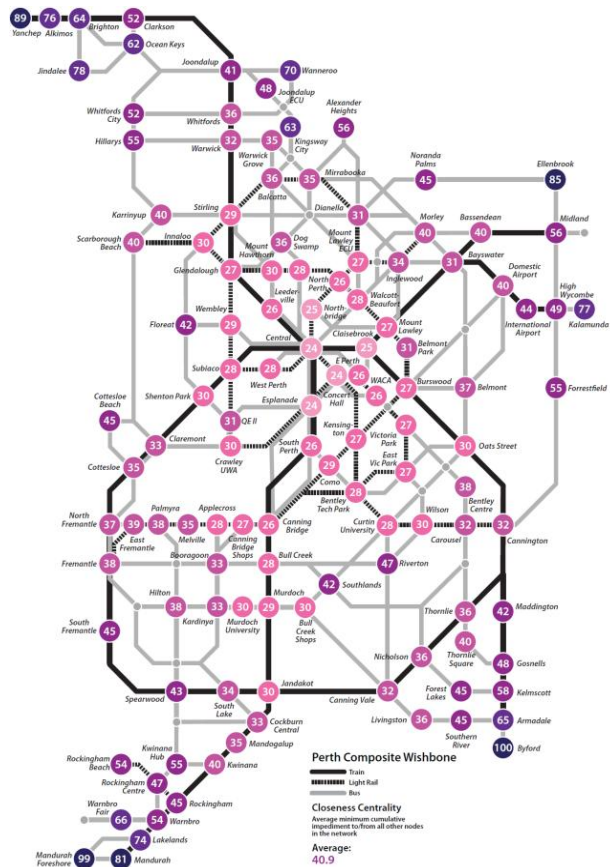 89 76 64 52
Yanchep Alkimos Brighton Clarkson
62
Ocean Keys
78
Jindalee
Joondalup
41
70
Wanneroo
48
Joondalup
ECU
52
Whitfords
City
36
Whitfords
63
Kingsway
City
Alexander
Heights
56
55
Hillarys
32
Warwick
35
Warwick
Grove
36
Balcatta
35
Mirrabooka
Noranda
Palms
45
Ellenbrook
85
40
Karrinyup
Stirling
29
Dianella
31
Morley
40
Bassendean
40
56
Midland
Scarborough
Beach
40
Innaloo
30
Mount
Hawthorn
36
Dog
Swamp
Mount
Lawley
ECU
27
34
Inglewood
31
Bayswater
Domestic
Airport
40
Glendalough
27 30 28
North
Perth
26
28
Walcott-
Beaufort
44
International
Airport
High
Wycombe
49 77
Kalamunda
Leeder-
ville
26
25
North
bridge
Floreat
42
Wembley
29
Central
24
Claisebrook
25
27
Mount
Lawley
31
Belmont
Park
Subiaco
28 28
West Perth
E Perth
24 26
WACA
26
Concert
Hall
27
Burswood
37
Belmont
55
Forrestfield
Shenton Park
30
Cottesloe
Beach
45
Esplanade
24
31
QE II
33
Claremont
30
Crawley
UWA
South
Perth
26
Kensing-
ton
27
Victoria
Park
27
30
Oats Street
Cottesloe
35
29
Como
East
Vic Park
27
28
Bentley
Tech Park
38
Bentley
Centre
North
Fremantle
37 39
East
Fremantle
Palmyra
38 35
Melville
Applecross
28 27
Canning
Bridge
Shops
26
Canning
Bridge
Curtin
University
28
Wilson
30 32
Carousel
32
Cannington
Fremantle
38
Booragoon
33
Bull Creek
28
47
Riverton
42
Southlands
Hilton
38
33
Kardinya
30
Murdoch
University
Murdoch
29
30
Bull
Creek
Shops
Thornlie
36
42
Maddington
South
Fremantle
45
40
Thornlie
Square
Nicholson
36
48
Gosnells
43
Spearwood
34
South
Lake
Jandakot
30
32
Canning Vale
45
Forest
Lakes
58
Kelmscott
33
Cockburn
Central
36
Livingston
45
Southern
River
65
Armadale
35
Mandogalup
100
Byford
Kwinana
Hub
55 40
Kwinana
Rockingham
Beach
54
Rockingham
Centre
47
45
Rockingham
Warnbro
Fair
66
54
Warnbro
74
Lakelands
99
Mandurah
Foreshore
81
Mandurah
Perth Composite Wishbone
Train
Light Rail
Bus
Closeness Centrality
Average minimum cumulative
impediment to/from all other nodes
in the network
Average:
40.9